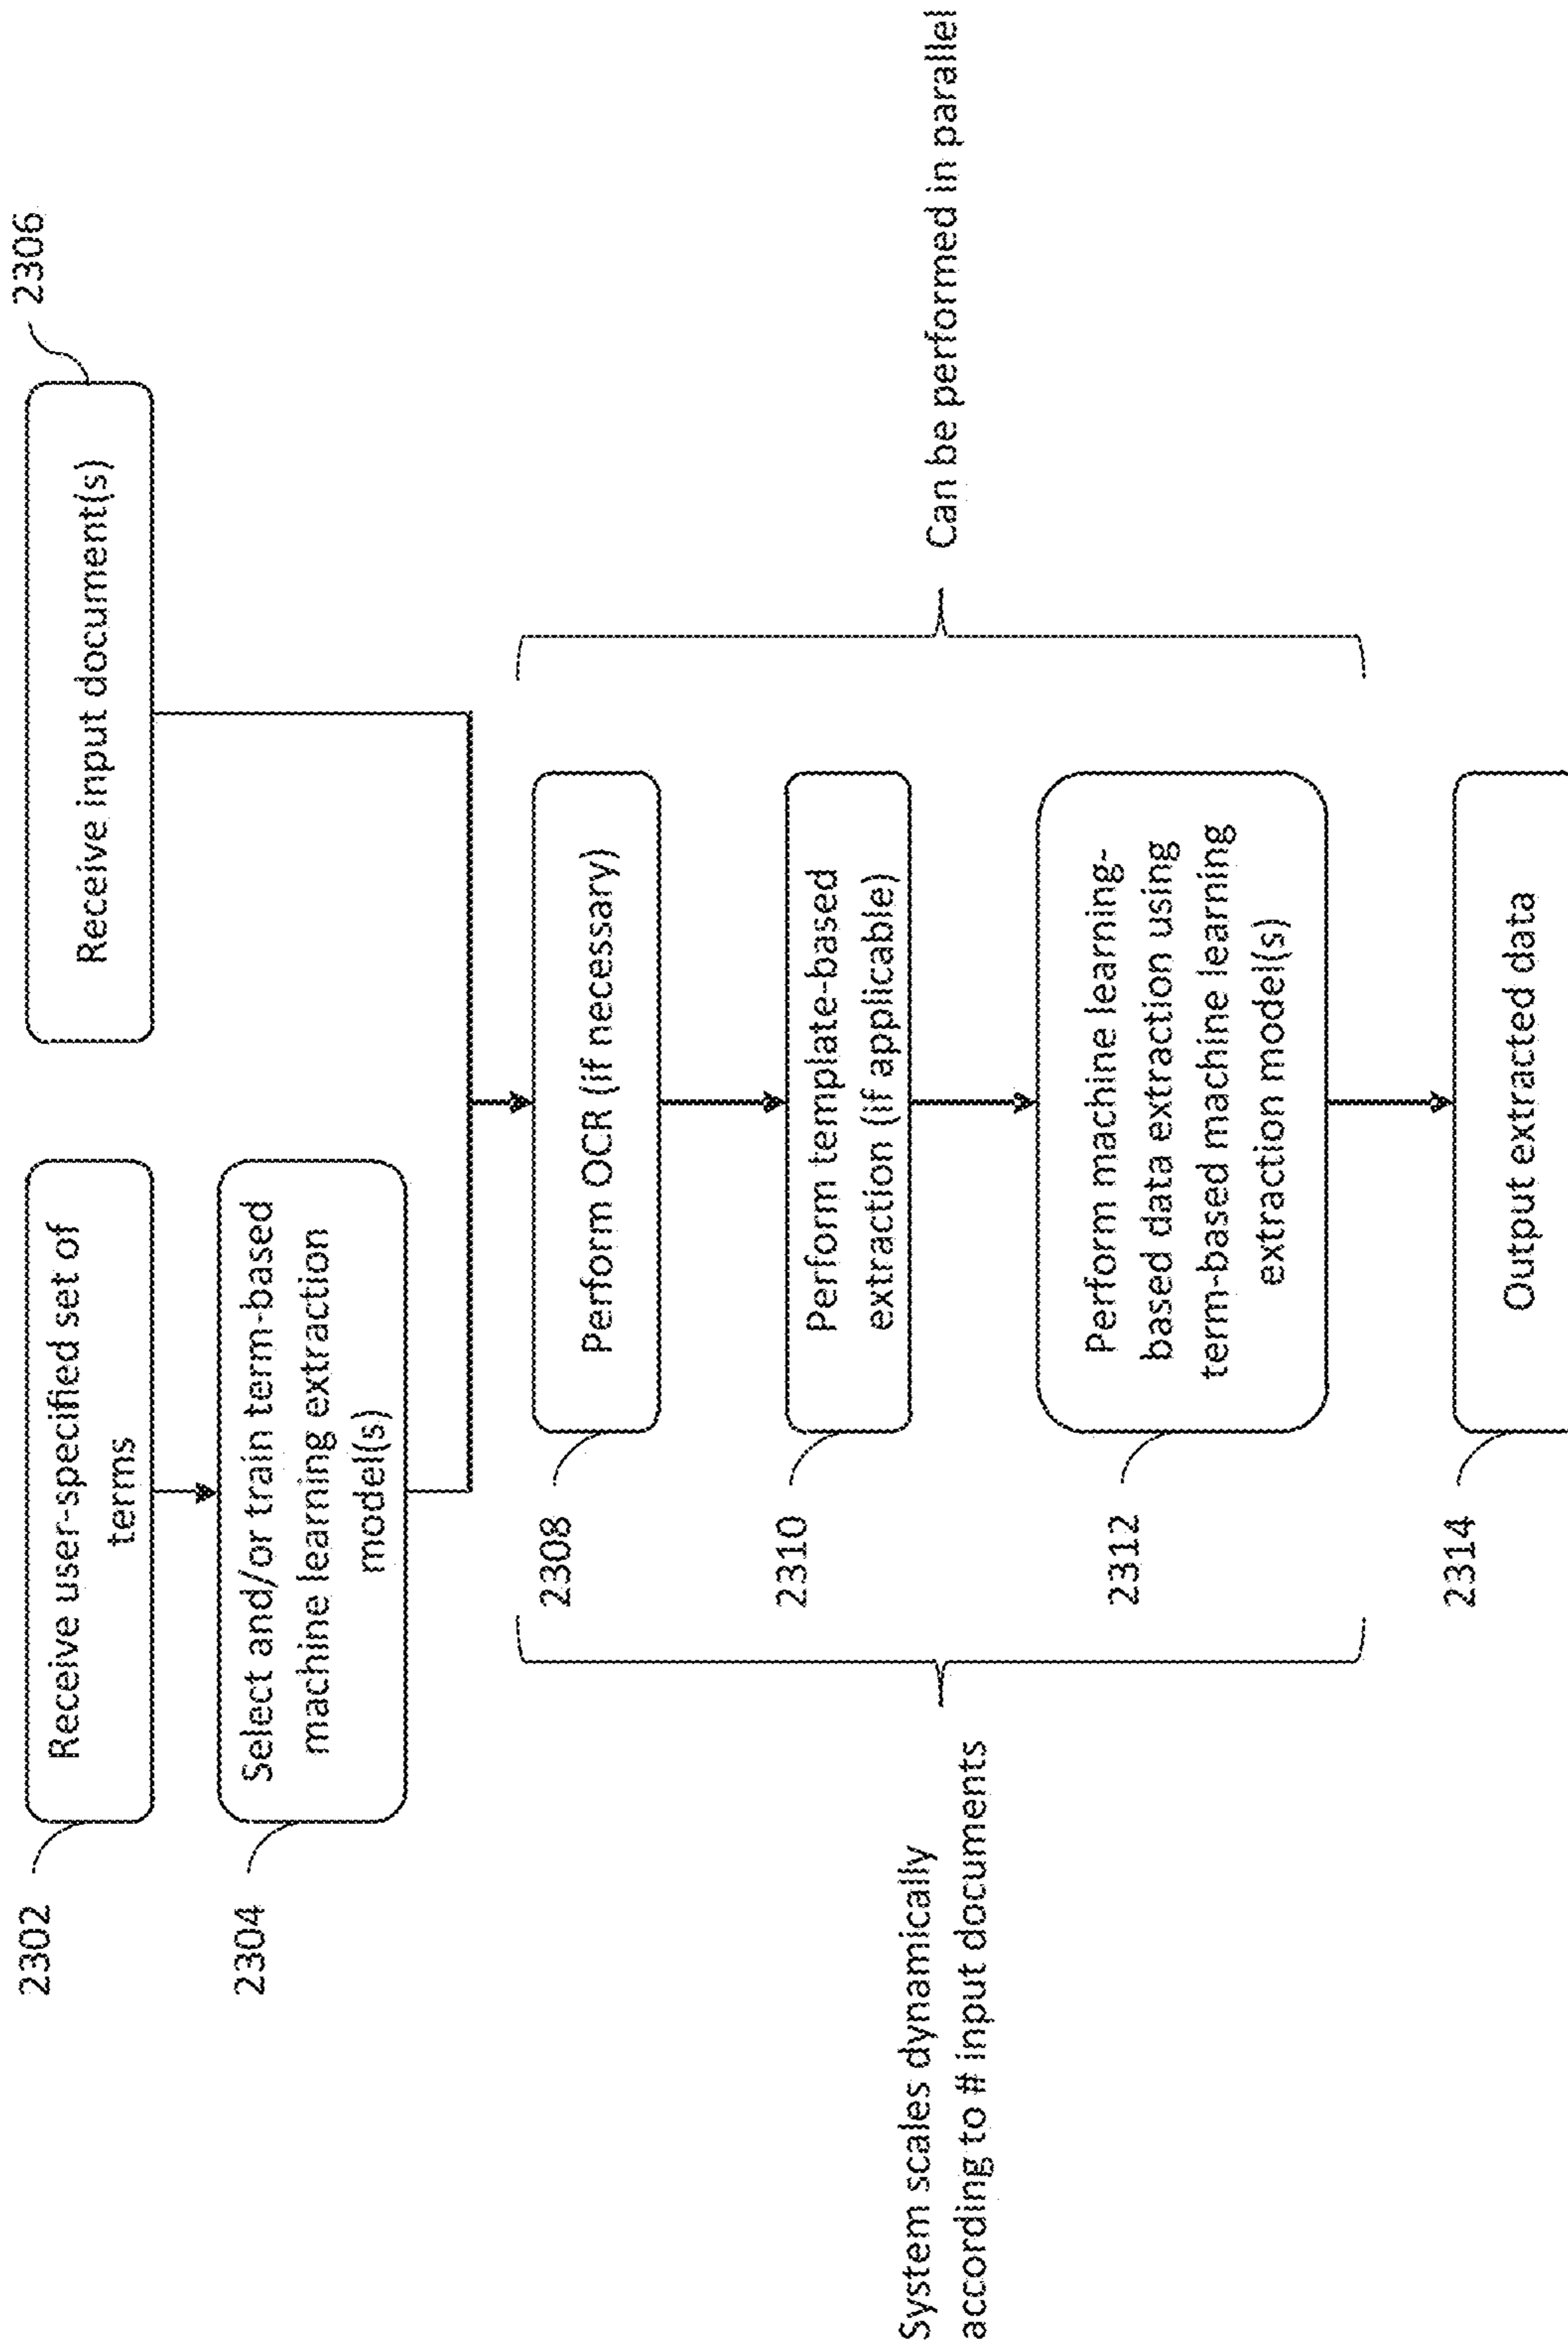 2302
Receive user-specified set of
terms
2306
Receive input document(s)
2304
Select and/or train term-based
machine learning extraction
model(s)
2308
Perform OCR (if necessary)
2310
Perform template-based
extraction (if applicable)
System scales dynamically
according to # input documents
Can be performed in parallel
2312
Perform machine learning-
based data extraction using
term-based machine learning
extraction model(s)
2314
Output extracted data